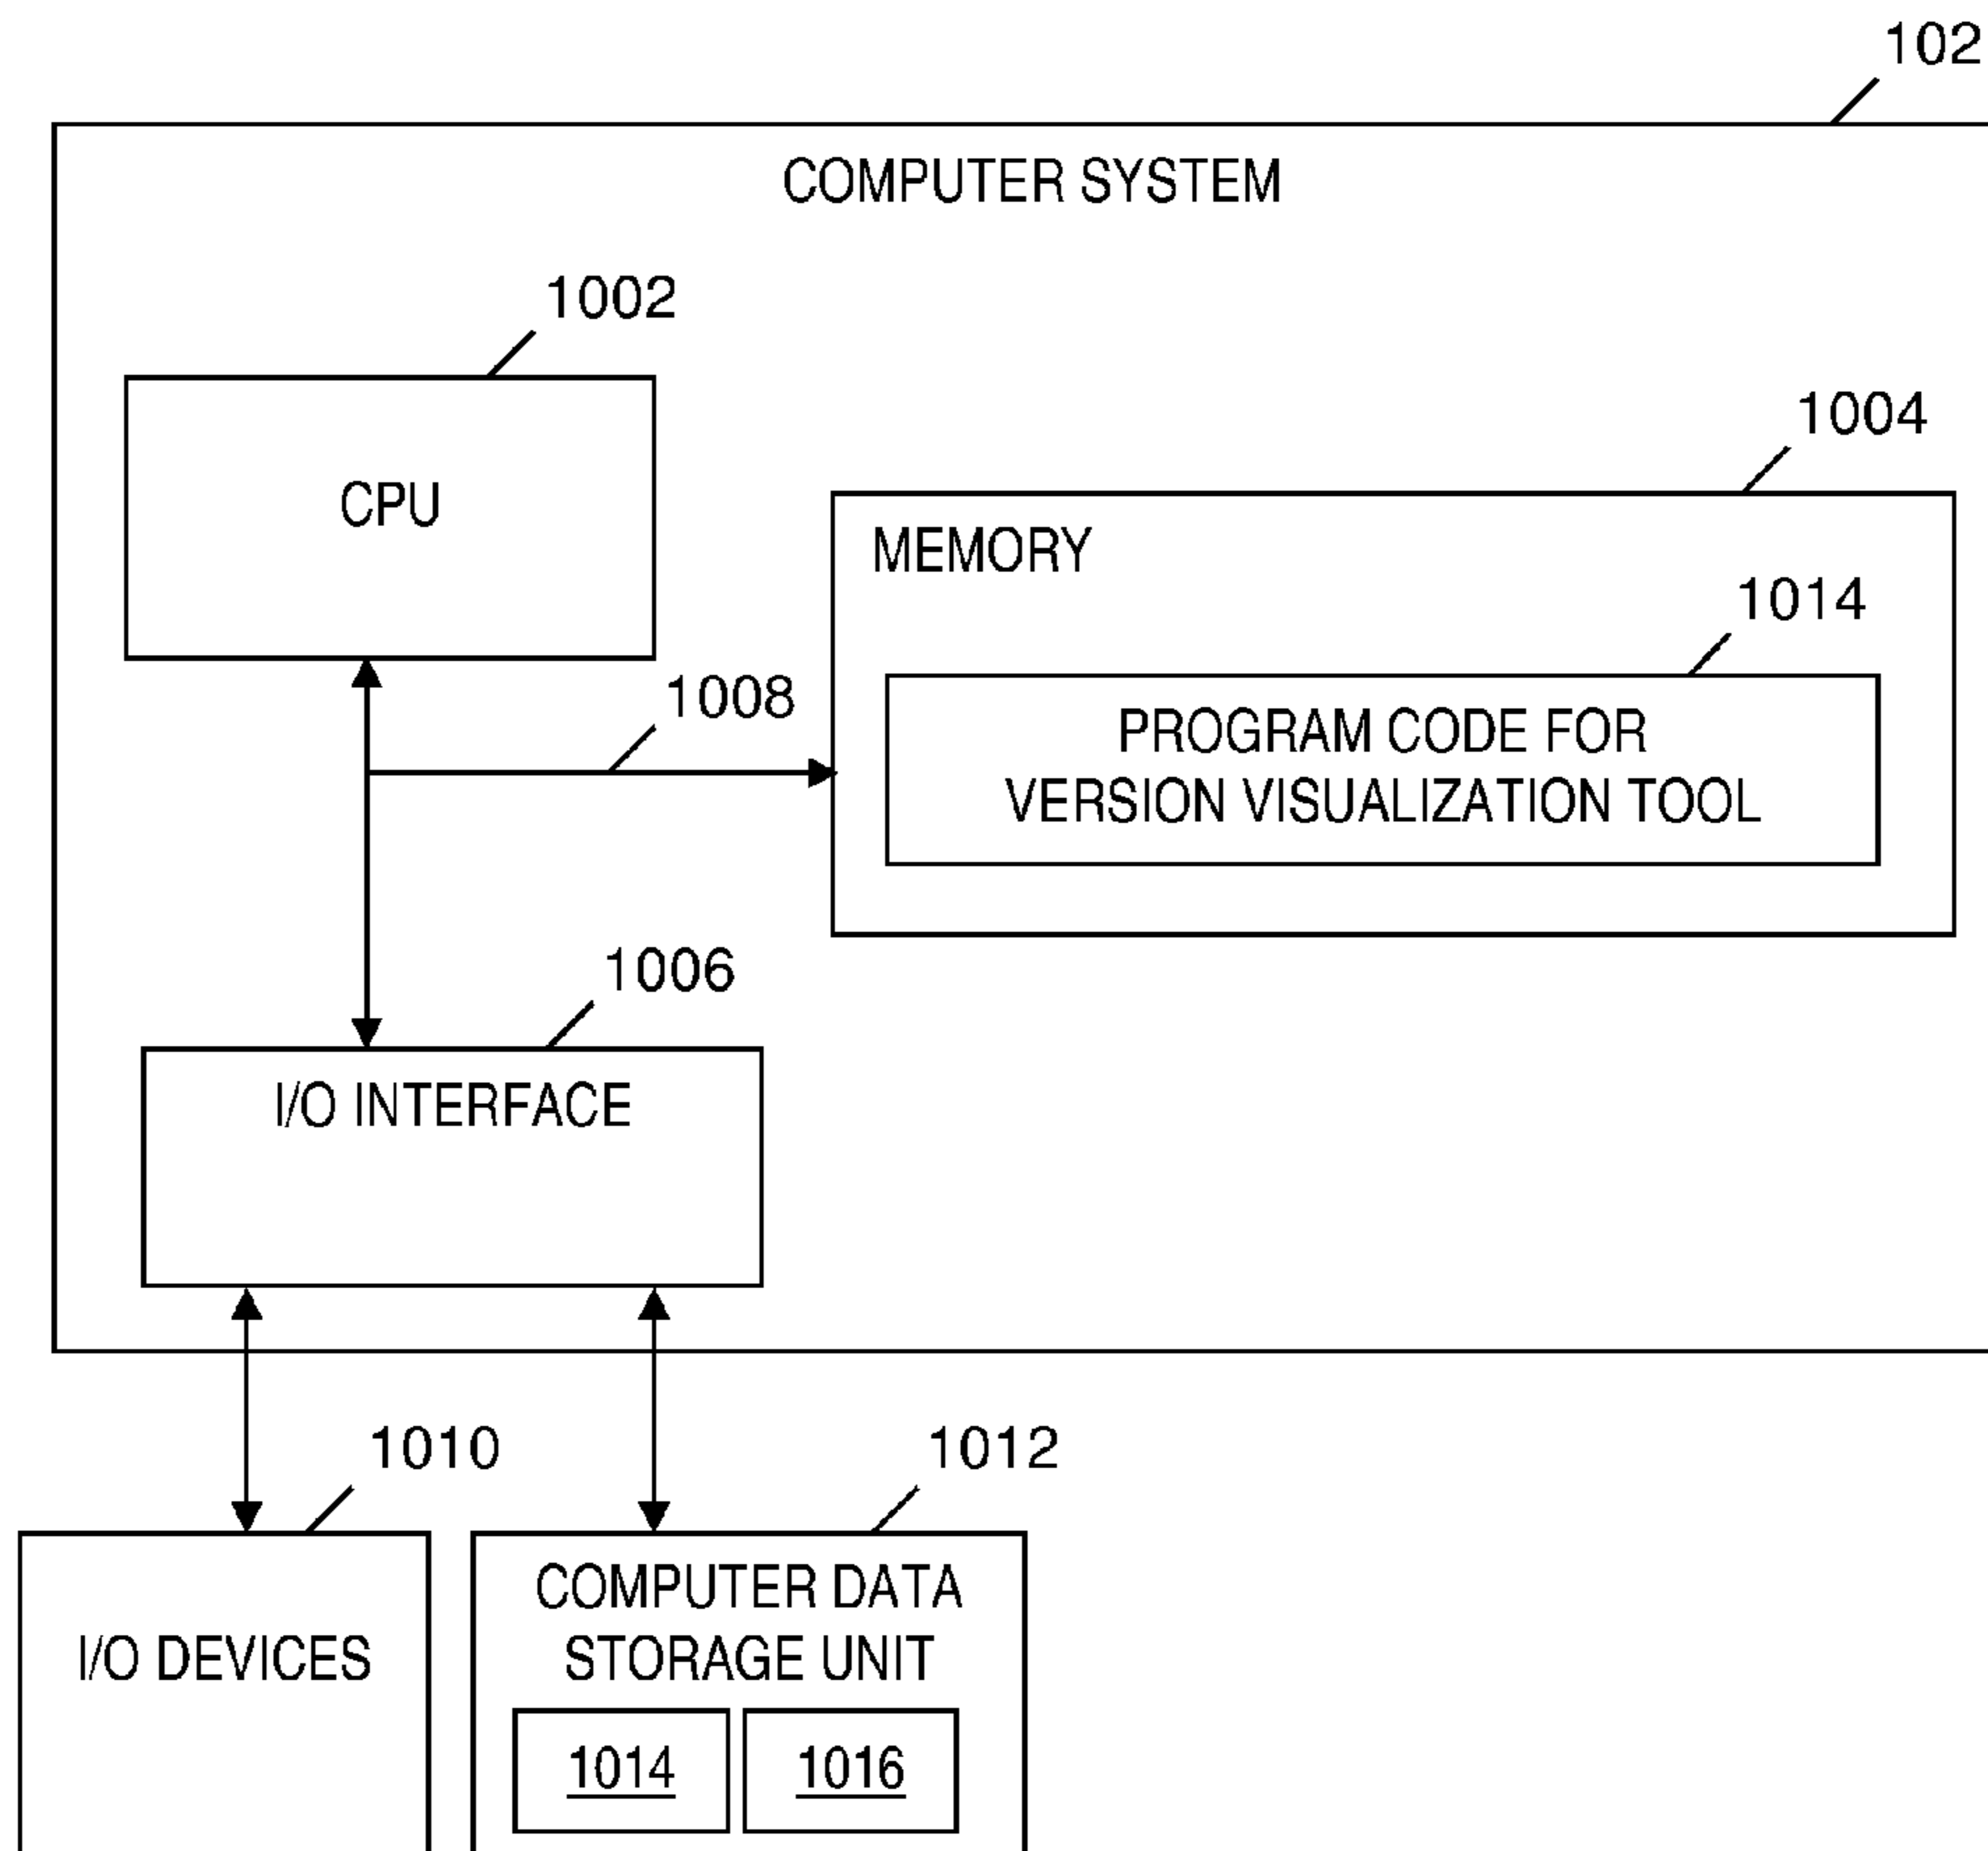 102
COMPUTER SYSTEM
1002
CPU
1004
MEMORY
1014
PROGRAM CODE FOR
VERSION VISUALIZATION TOOL
1008
1006
I/O INTERFACE
1010
1012
I/O DEVICES
COMPUTER DATA
STORAGE UNIT
1014
1016